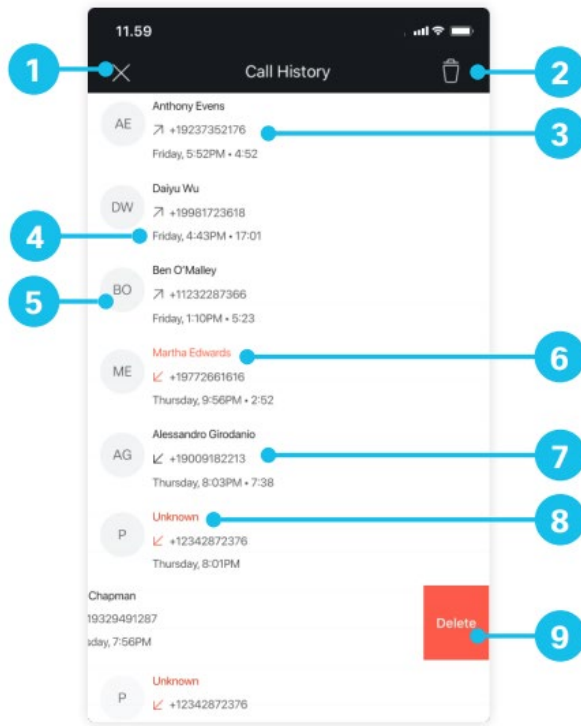 11.59
1
Call History
2
AE
Anthony Evens
+19237352176
3
Friday, 5:52PM • 4:52
DW
Daiyu Wu
+19981723618
4
Friday, 4:43PM • 17:01
5
BO
Ben O'Malley
+11232287366
Friday, 1:10PM • 5:23
ME
Martha Edwards
6
+19772661616
Thursday, 9:56PM • 2:52
AG
Alessandro Girodanio
+19009182213
7
Thursday, 8:03PM • 7:38
P
Unknown
8
+12342872376
Thursday, 8:01PM
Chapman
19329491287
sday, 7:56PM
Delete
9
P
Unknown
+12342872376